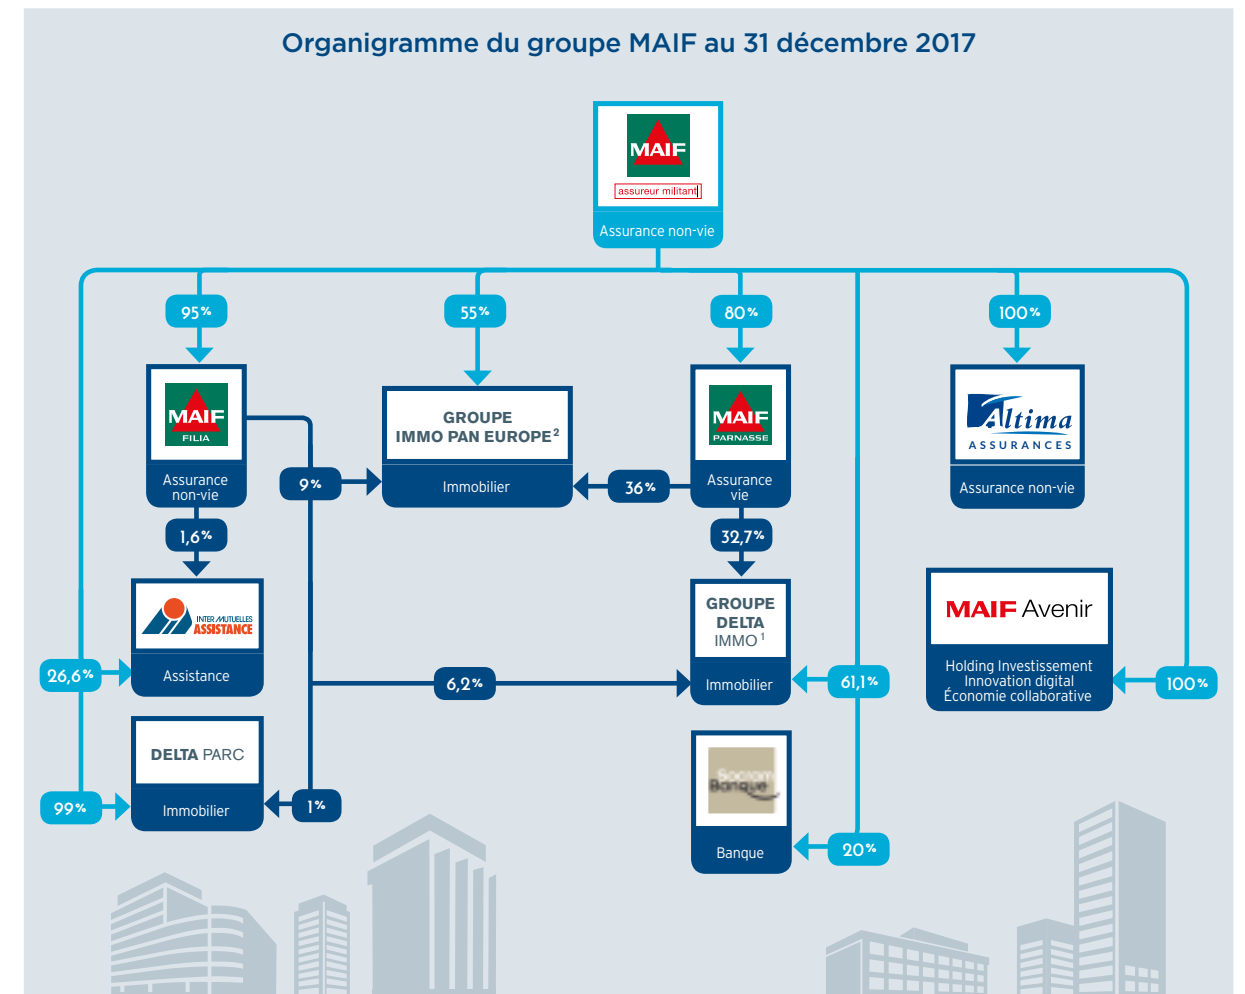 Organigramme du groupe MAIF au 31 décembre 2017
MAIF
assureur militant
Assurance non-vie
95%
55%
80%
100%
MAIF
FILIA
Assurance
non-vie
GROUPE
IMMO PAN EUROPE²
Immobilier
MAIF
PARNASSE
Assurance
vie
Altima
ASSURANCES
Assurance non-vie
9%
36%
1,6%
32,7%
INTER MUTUELLES
ASSISTANCE
Assistance
GROUPE
DELTA
IMMO¹
Immobilier
MAIF Avenir
Holding Investissement
Innovation digital
Économie collaborative
26,6%
6,2%
61,1%
100%
DELTA PARC
Immobilier
99%
1%
Socram
Banque
Banque
20%